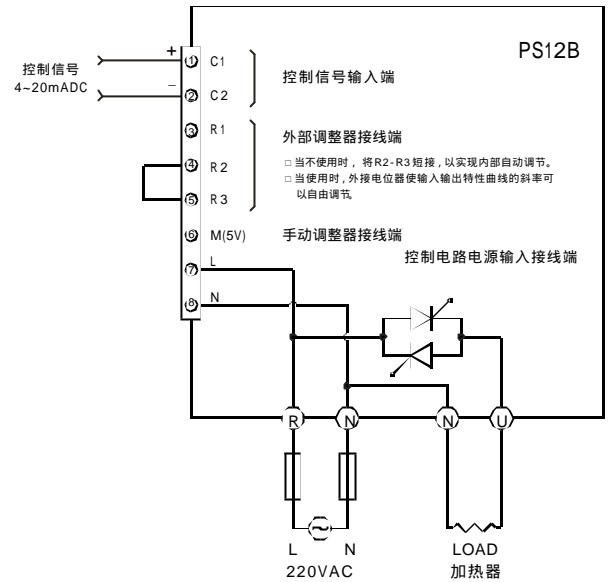 PS12B
控制信号
4~20mADC
+
−
1 C1
2 C2
控制信号输入端
3 R1
4 R2
5 R3
外部调整器接线端
□ 当不使用时，将R2-R3短接，以实现内部自动调节。
□ 当使用时，外接电位器使输入输出特性曲线的斜率可
以自由调节。
6 M(5V) 手动调整器接线端
控制电路电源输入接线端
7 L
8 N
R N N U
L N
220VAC
LOAD
加热器